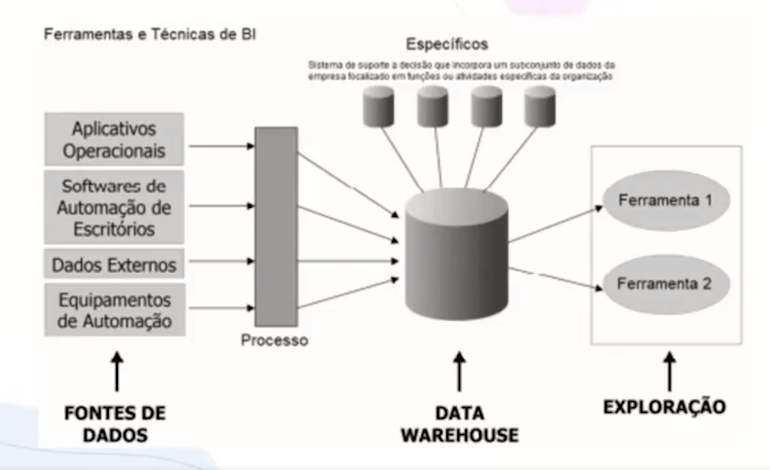 Ferramentas e Técnicas de BI
Específicos
Sistema de suporte a decisão que incorpora um subconjunto de dados da
empresa focalizado em funções ou atividades específicas da organização
Aplicativos
Operacionais
Softwares de
Automação de
Escritórios
Dados Externos
Equipamentos
de Automação
Processo
Ferramenta 1
Ferramenta 2
FONTES DE
DADOS
DATA
WAREHOUSE
EXPLORAÇÃO